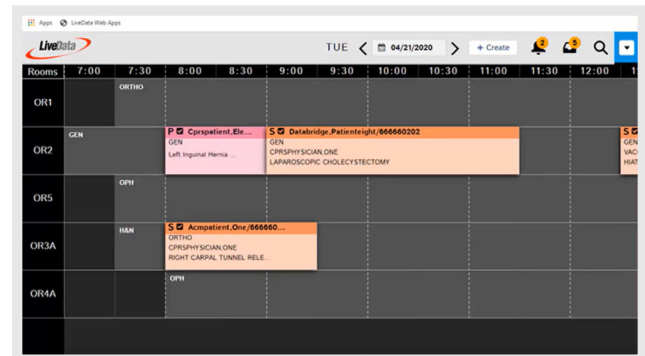 Apps LiveData Web Apps
LiveData
TUE 04/21/2020 + Create 2 5
Rooms 7:00 7:30 8:00 8:30 9:00 9:30 10:00 10:30 11:00 11:30 12:00 1
OR1 ORTHO
OR2 GEN
P Cprspatient,Ele...
GEN
Left Inguinal Hernia ...
S Databridge,Patienteight/666660202
GEN
CPRSPHYSICIAN,ONE
LAPAROSCOPIC CHOLECYSTECTOMY
S
GEN
VAC
HIAT
OR5 OPH
OR3A H&N
S Acmpatient,One/666660...
ORTHO
CPRSPHYSICIAN,ONE
RIGHT CARPAL TUNNEL RELE...
OR4A OPH